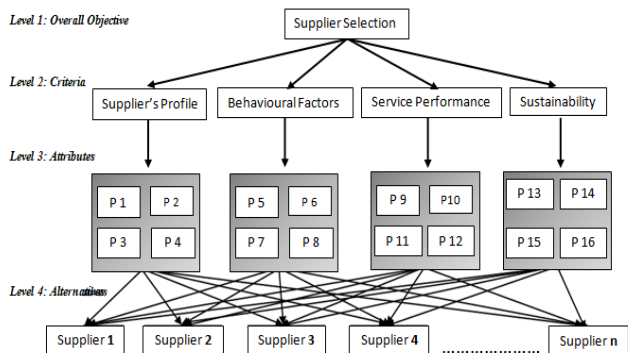 Level 1: Overall Objective
Supplier Selection
Level 2: Criteria
Supplier's Profile
Behavioural Factors
Service Performance
Sustainability
Level 3: Attributes
P 1 P 2
P 3 P 4
P 5 P 6
P 7 P 8
P 9 P10
P 11 P 12
P 13 P 14
P 15 P 16
Level 4: Alternatives
Supplier 1
Supplier 2
Supplier 3
Supplier 4
........................
Supplier n